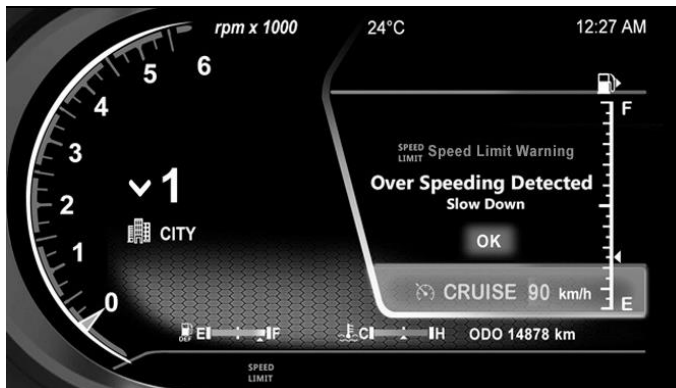 rpm x 1000
24°C
12:27 AM
6
5
4
3
2
1
0
1
CITY
F
SPEED
LIMIT
Speed Limit Warning
Over Speeding Detected
Slow Down
OK
CRUISE 90 km/h
E
DEF
E
F
C
H
ODO 14878 km
SPEED
LIMIT